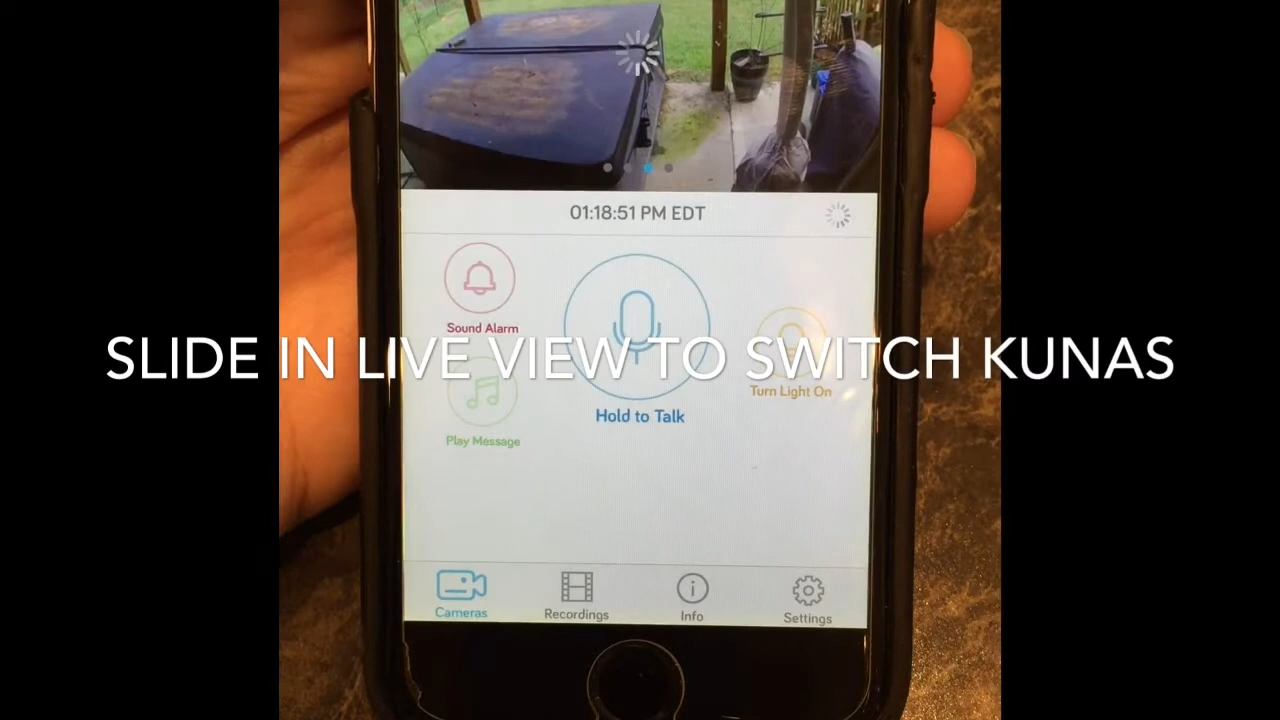 01:18:51 PM EDT
Sound Alarm
SLIDE IN LIVE VIEW TO SWITCH KUNAS
Turn Light On
Hold to Talk
Play Message
Cameras
Recordings
Info
Settings